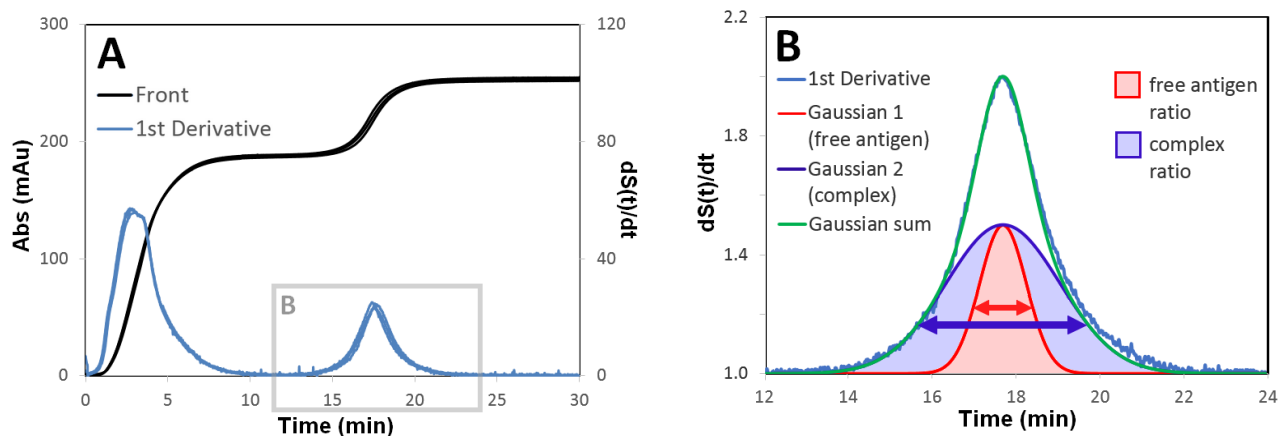 A
Front
1st Derivative
B
Abs (mAu)
300
200
100
0
dS(t)/dt
120
80
40
0
0
5
10
15
20
25
30
Time (min)
B
1st Derivative
Gaussian 1
(free antigen)
Gaussian 2
(complex)
Gaussian sum
free antigen
ratio
complex
ratio
dS(t)/dt
2.2
1.8
1.4
1.0
12
14
16
18
20
22
24
Time (min)